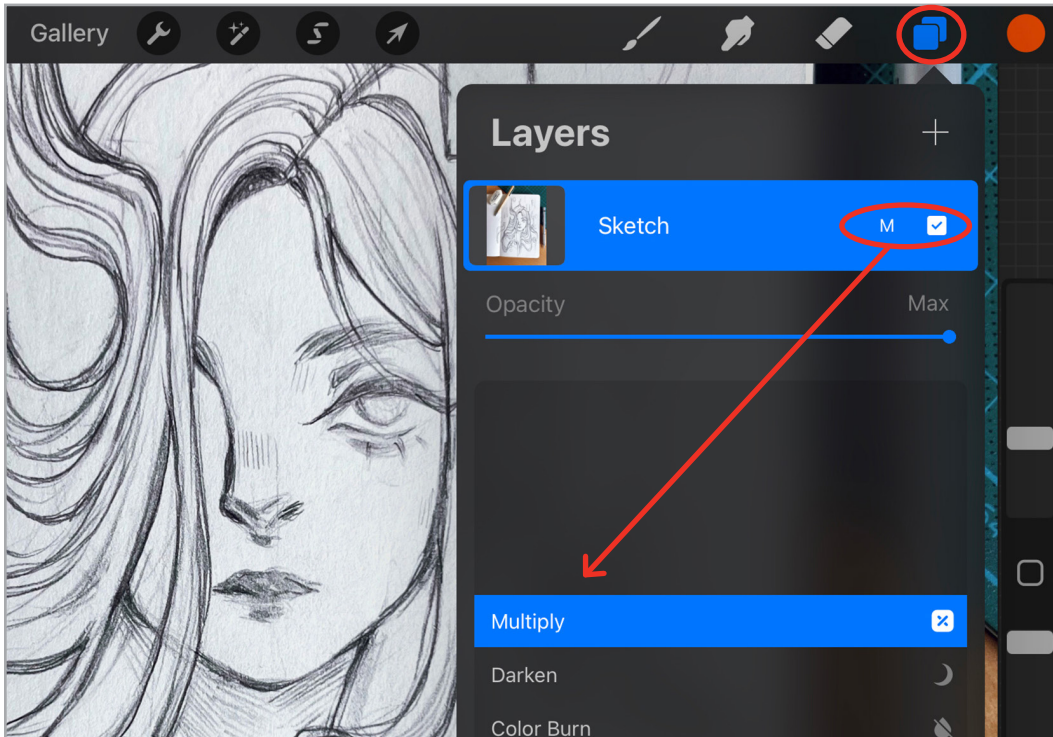 Gallery
Layers
Sketch M
Opacity Max
Multiply
Darken
Color Burn